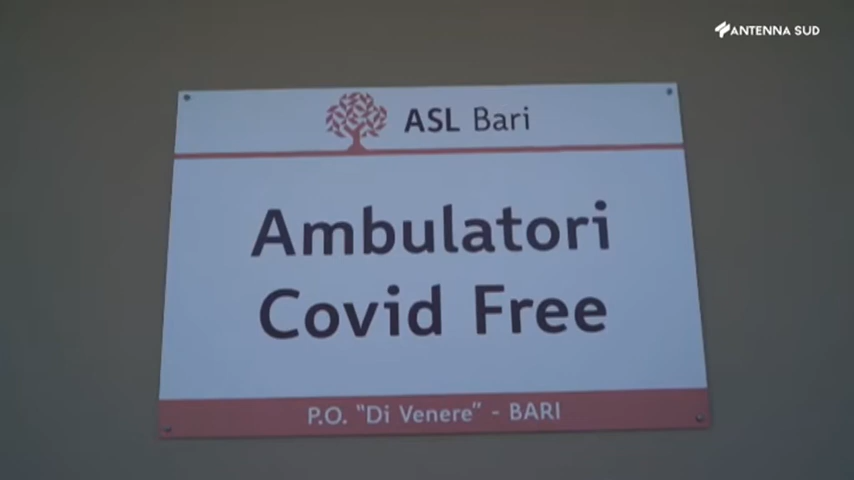 ANTENNA SUD
ASL Bari
Ambulatori
Covid Free
P.O. "Di Venere" - BARI